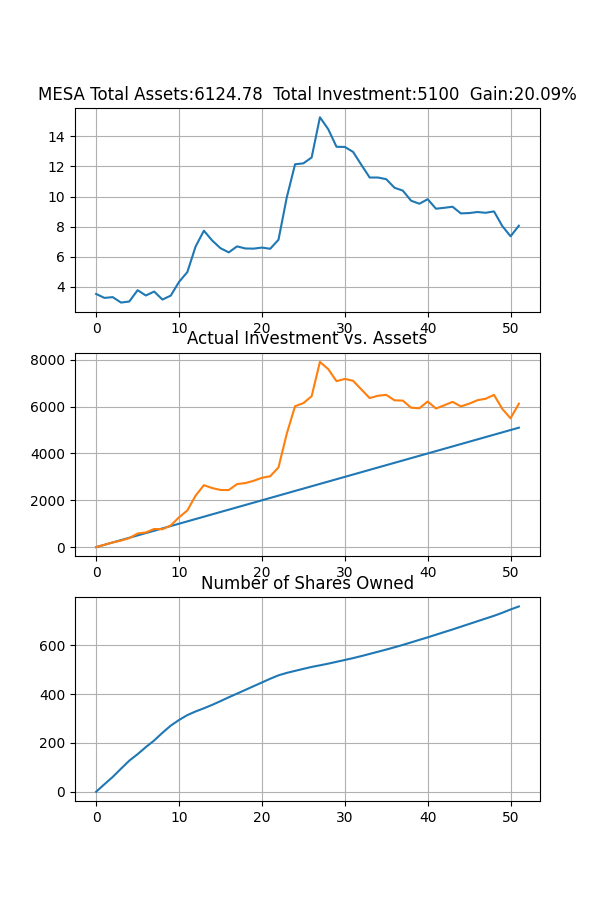 MESA Total Assets:6124.78  Total Investment:5100  Gain:20.09%
14
12
10
8
6
4
0 10 20 30 40 50
Actual Investment vs. Assets
8000
6000
4000
2000
0
0 10 20 30 40 50
Number of Shares Owned
600
400
200
0
0 10 20 30 40 50